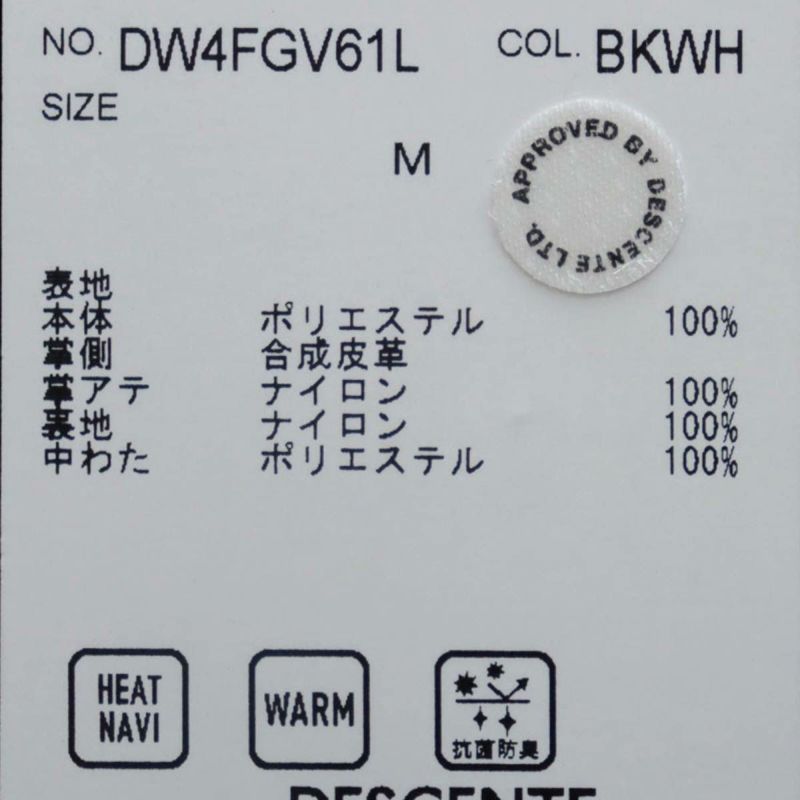 NO. DW4FGV61L COL. BKWH
SIZE
M
APPROVED BY DESCENTE LTD.
表地
本体 ポリエステル 100%
掌側 合成皮革
掌アテ ナイロン 100%
裏地 ナイロン 100%
中わた ポリエステル 100%
HEAT
NAVI
WARM
抗菌防臭
DESCENTE